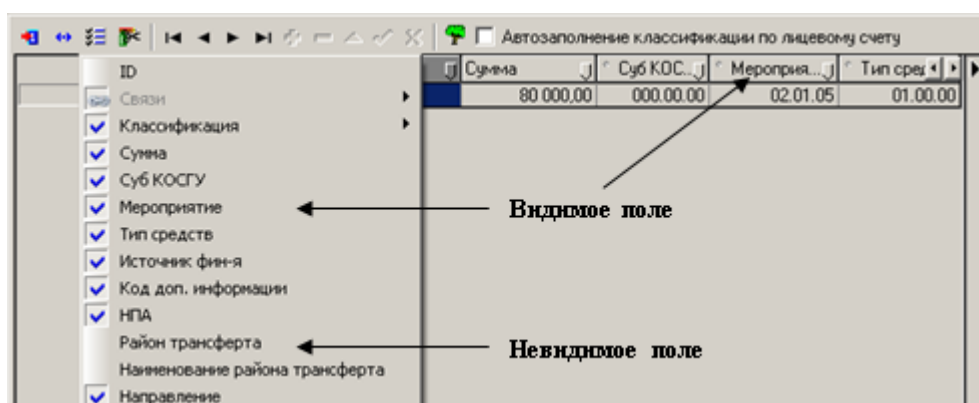 Автозаполнение классификации по лицевому счету
Сумма Суб КОС... Мероприя... Тип сред
80 000,00 000.00.00 02.01.05 01.00.00
ID
Связи
Классификация
Сумма
Суб КОСГУ
Мероприятие
Видимое поле
Тип средств
Источник фин-я
Код доп. информации
НПА
Район трансферта
Невидимое поле
Наименование района трансферта
Направление